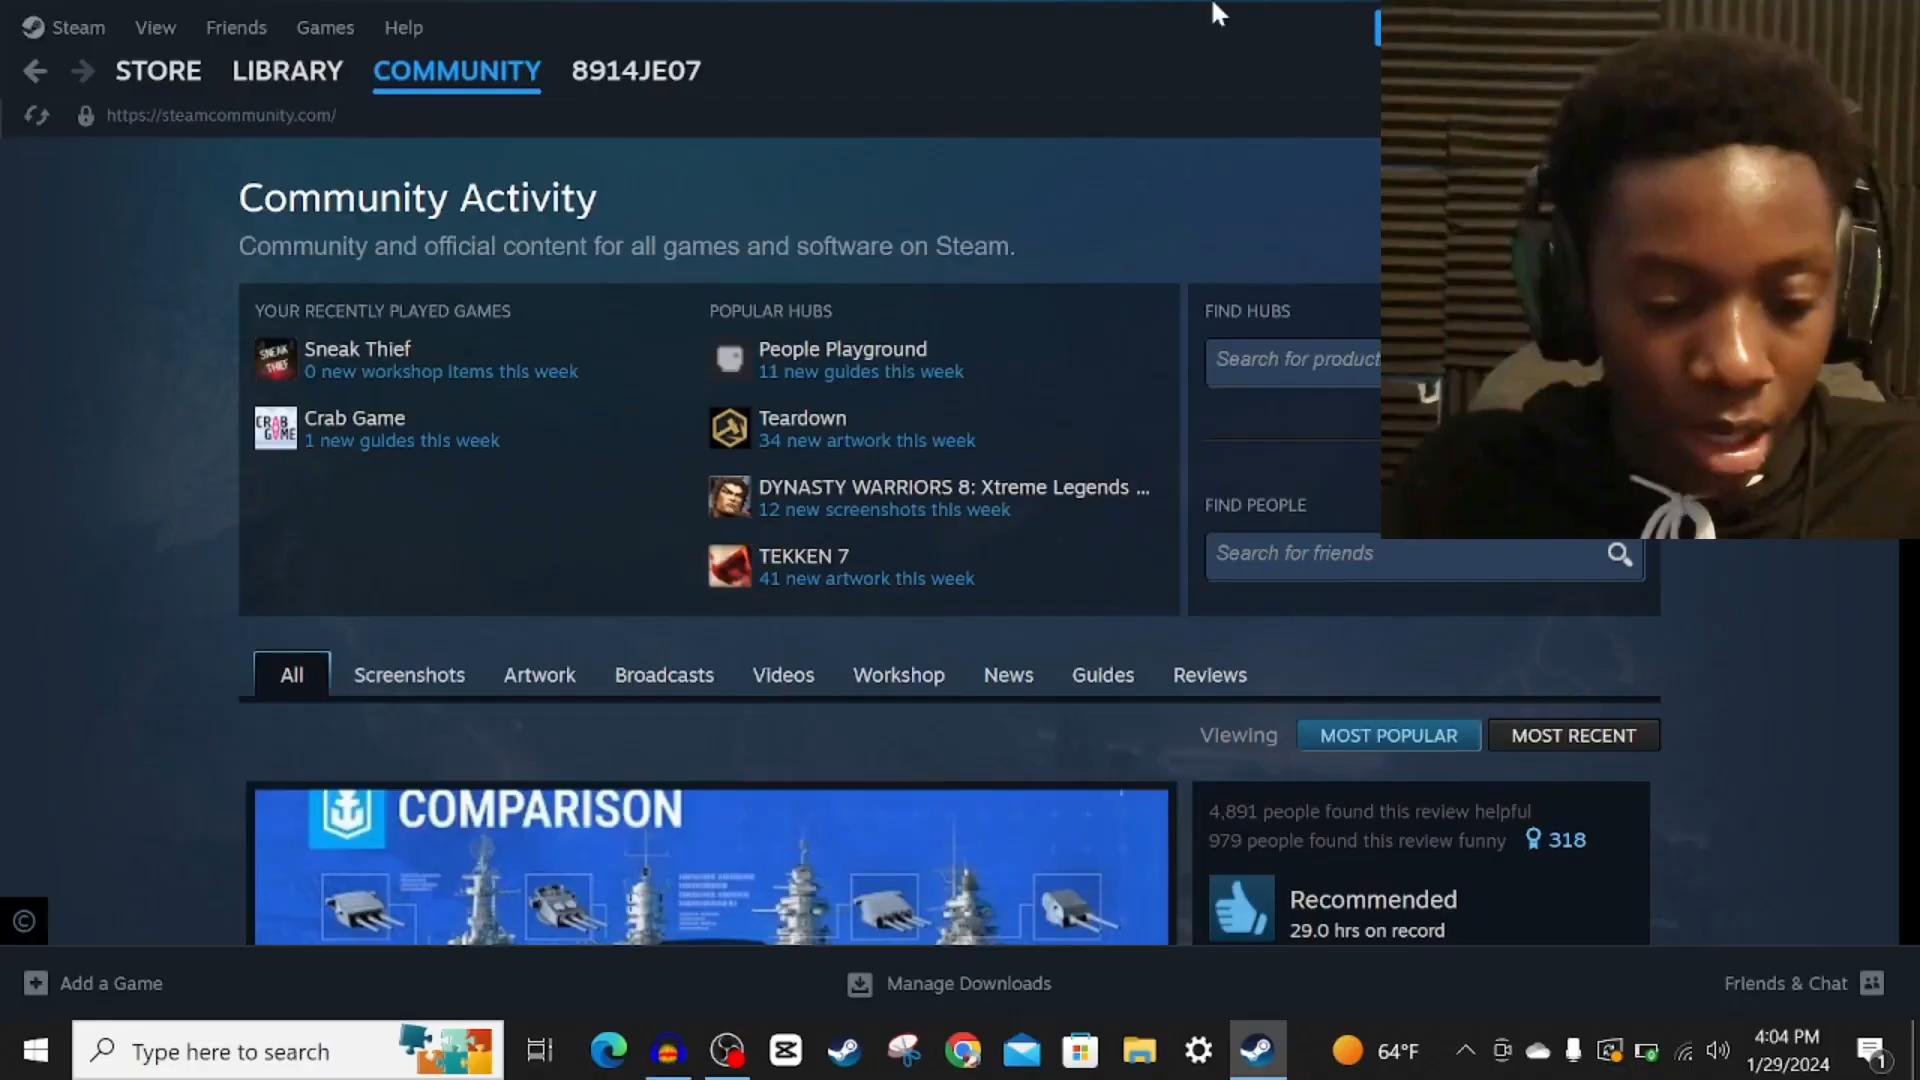 Steam View Friends Games Help
STORE LIBRARY COMMUNITY 8914JE07
https://steamcommunity.com/
Community Activity
Community and official content for all games and software on Steam.
YOUR RECENTLY PLAYED GAMES
Sneak Thief
0 new workshop items this week
Crab Game
1 new guides this week
POPULAR HUBS
People Playground
11 new guides this week
Teardown
34 new artwork this week
DYNASTY WARRIORS 8: Xtreme Legends ...
12 new screenshots this week
TEKKEN 7
41 new artwork this week
FIND HUBS
Search for product
FIND PEOPLE
Search for friends
SNEAK
THIEF
CRAB
GAME
All Screenshots Artwork Broadcasts Videos Workshop News Guides Reviews
Viewing MOST POPULAR MOST RECENT
COMPARISON
4,891 people found this review helpful
979 people found this review funny 318
Recommended
29.0 hrs on record
©
Add a Game Manage Downloads Friends & Chat
Type here to search
64°F
4:04 PM
1/29/2024
1